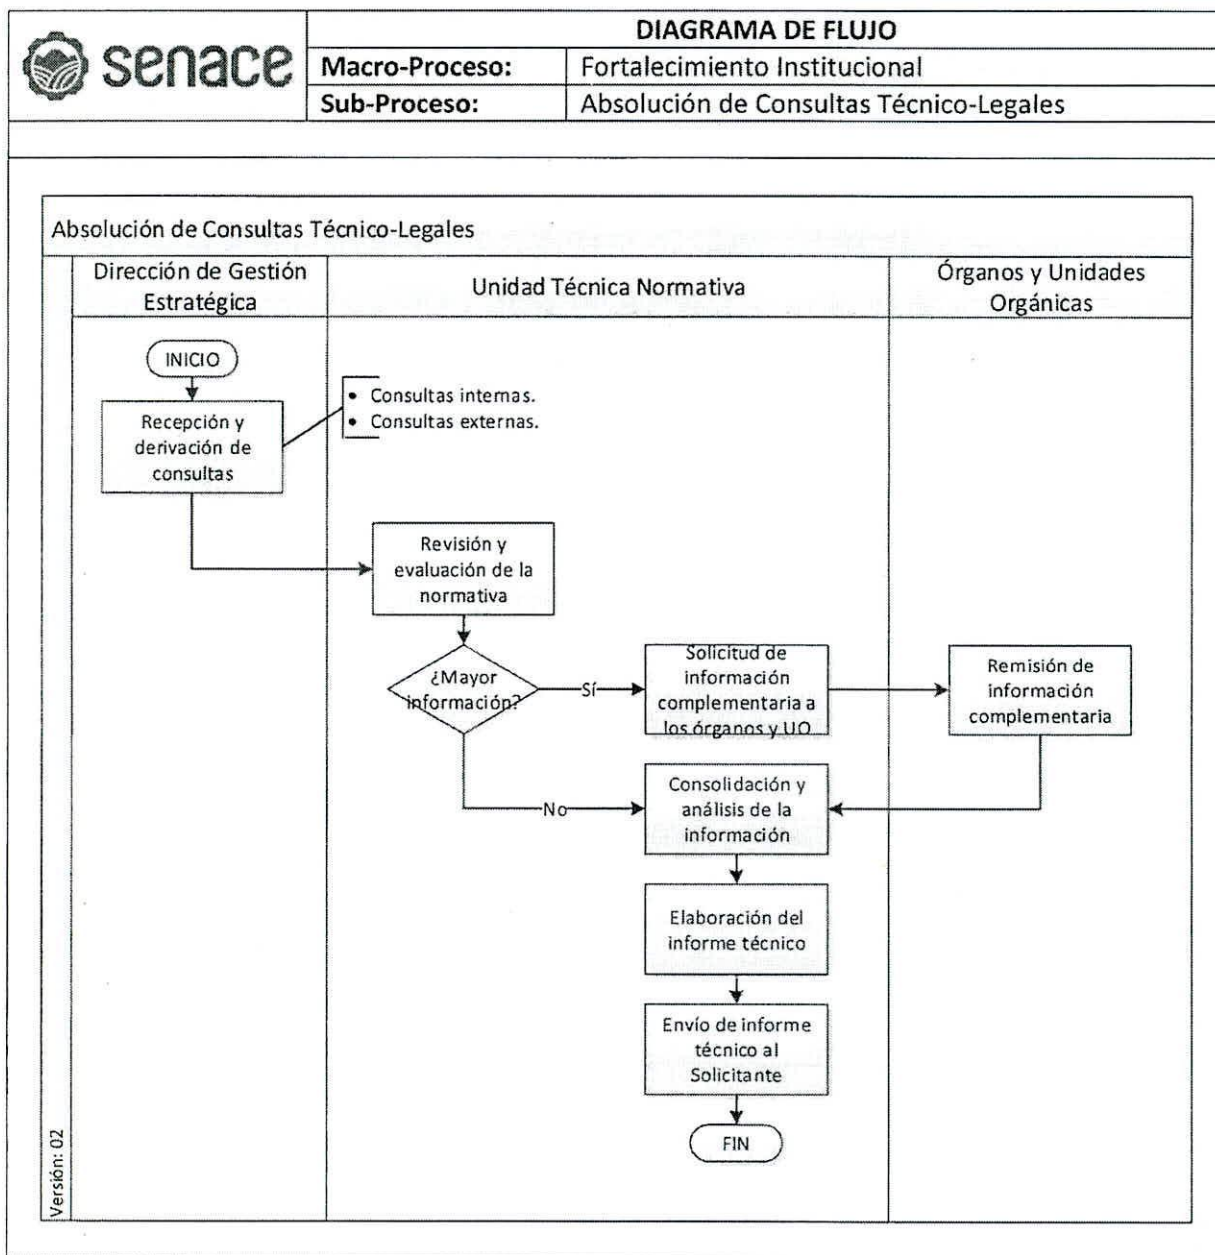 senace
DIAGRAMA DE FLUJO
Macro-Proceso:
Fortalecimiento Institucional
Sub-Proceso:
Absolución de Consultas Técnico-Legales
Absolución de Consultas Técnico-Legales
Dirección de Gestión
Estratégica
Unidad Técnica Normativa
Órganos y Unidades
Orgánicas
INICIO
Recepción y
derivación de
consultas
• Consultas internas.
• Consultas externas.
Revisión y
evaluación de la
normativa
¿Mayor
información?
Sí
Solicitud de
información
complementaria a
los órganos y UO
Remisión de
información
complementaria
No
Consolidación y
análisis de la
información
Elaboración del
informe técnico
Envío de informe
técnico al
Solicitante
FIN
Versión: 02